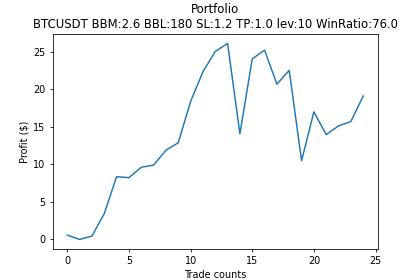 Portfolio
BTCUSDT BBM:2.6 BBL:180 SL:1.2 TP:1.0 lev:10 WinRatio:76.0
25
20
15
10
5
0
Profit ($)
0 5 10 15 20 25
Trade counts